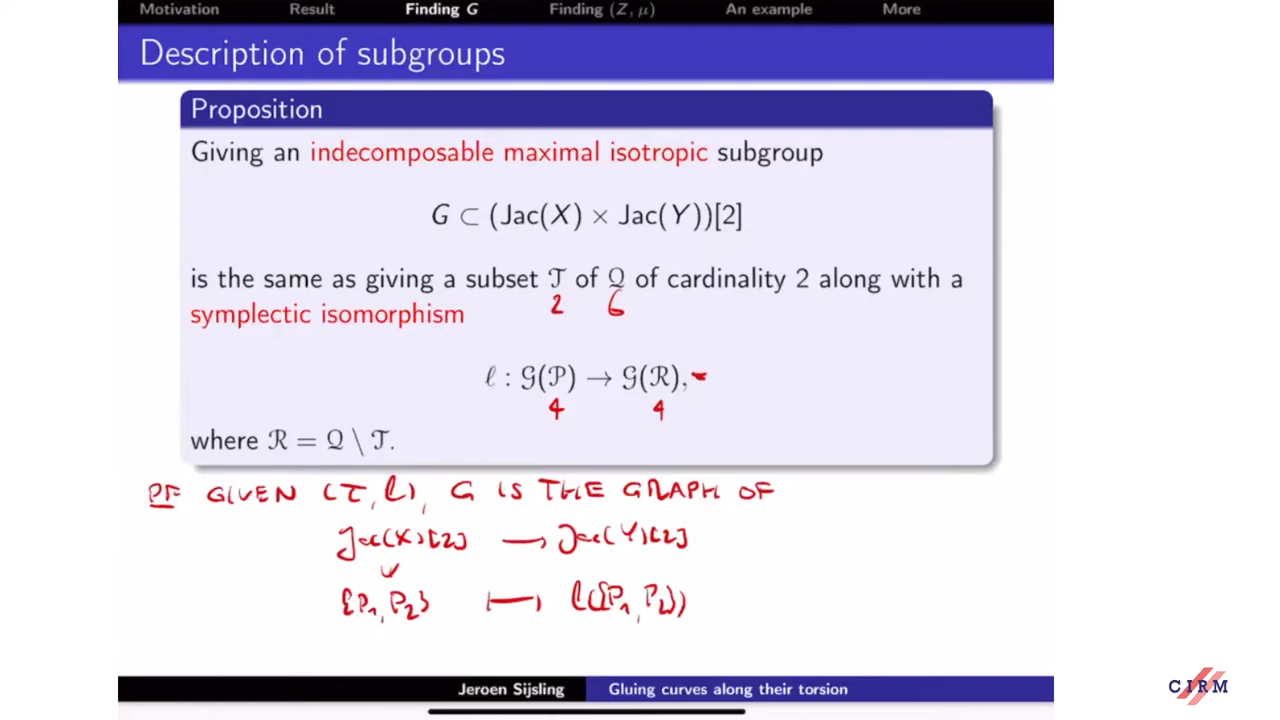 Motivation Result Finding G Finding (Z, μ) An example More
Description of subgroups
Proposition
Giving an indecomposable maximal isotropic subgroup
G ⊂ (Jac(X) × Jac(Y))[2]
is the same as giving a subset 𝒯 of 𝒬 of cardinality 2 along with a
2 6
symplectic isomorphism
ℓ : 𝒢(𝒫) → 𝒢(ℛ),
4 4
where ℛ = 𝒬 \ 𝒯.
PF GIVEN (T, ℓ), G IS THE GRAPH OF
Jac(X)[2] → Jac(Y)[2]
{P₁, P₂} ↦ ℓ({P₁, P₂})
Jeroen Sijsling Gluing curves along their torsion
CIRM